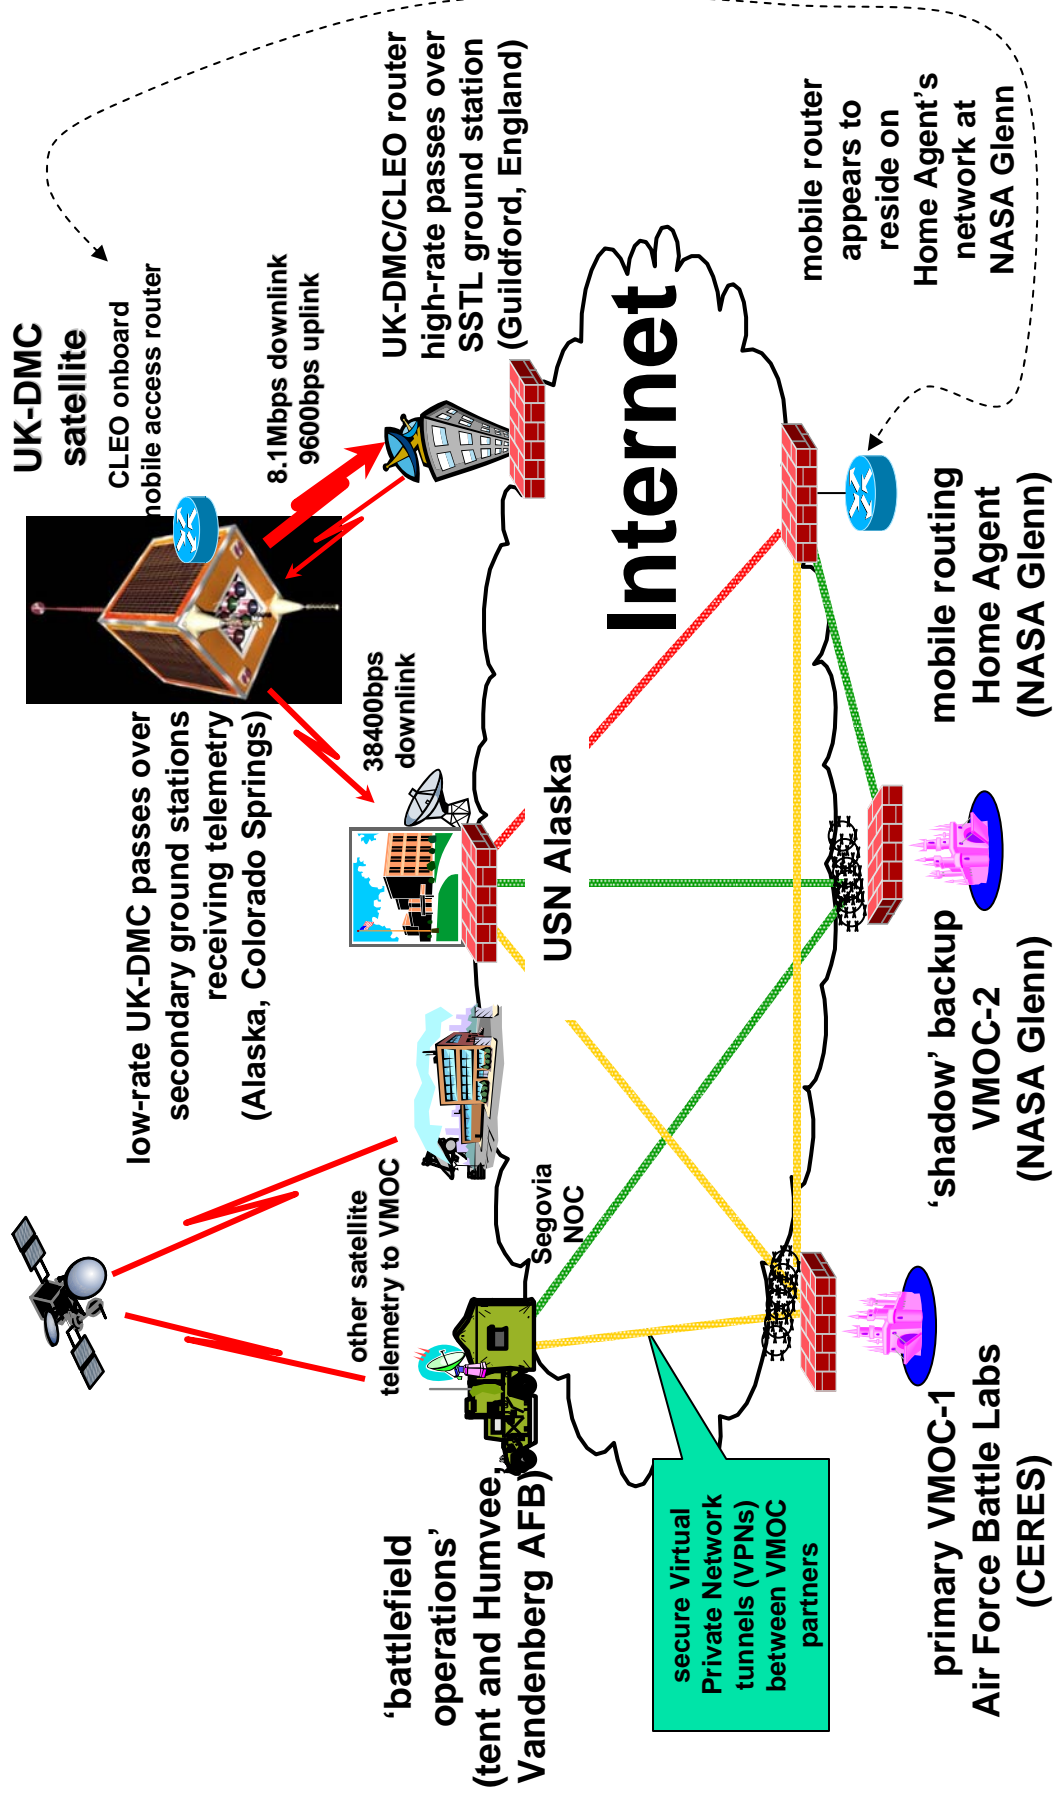 UK-DMC
satellite
CLEO onboard
mobile access router
8.1Mbps downlink
9600bps uplink
UK-DMC/CLEO router
high-rate passes over
SSTL ground station
(Guildford, England)
low-rate UK-DMC passes over
secondary ground stations
receiving telemetry
(Alaska, Colorado Springs)
38400bps
downlink
other satellite
telemetry to VMOC
‘battlefield
operations’
(tent and Humvee,
Vandenberg AFB)
Segovia
NOC
USN Alaska
Internet
mobile router
appears to
reside on
Home Agent’s
network at
NASA Glenn
secure Virtual
Private Network
tunnels (VPNs)
between VMOC
partners
primary VMOC-1
Air Force Battle Labs
(CERES)
‘shadow’ backup
VMOC-2
(NASA Glenn)
mobile routing
Home Agent
(NASA Glenn)